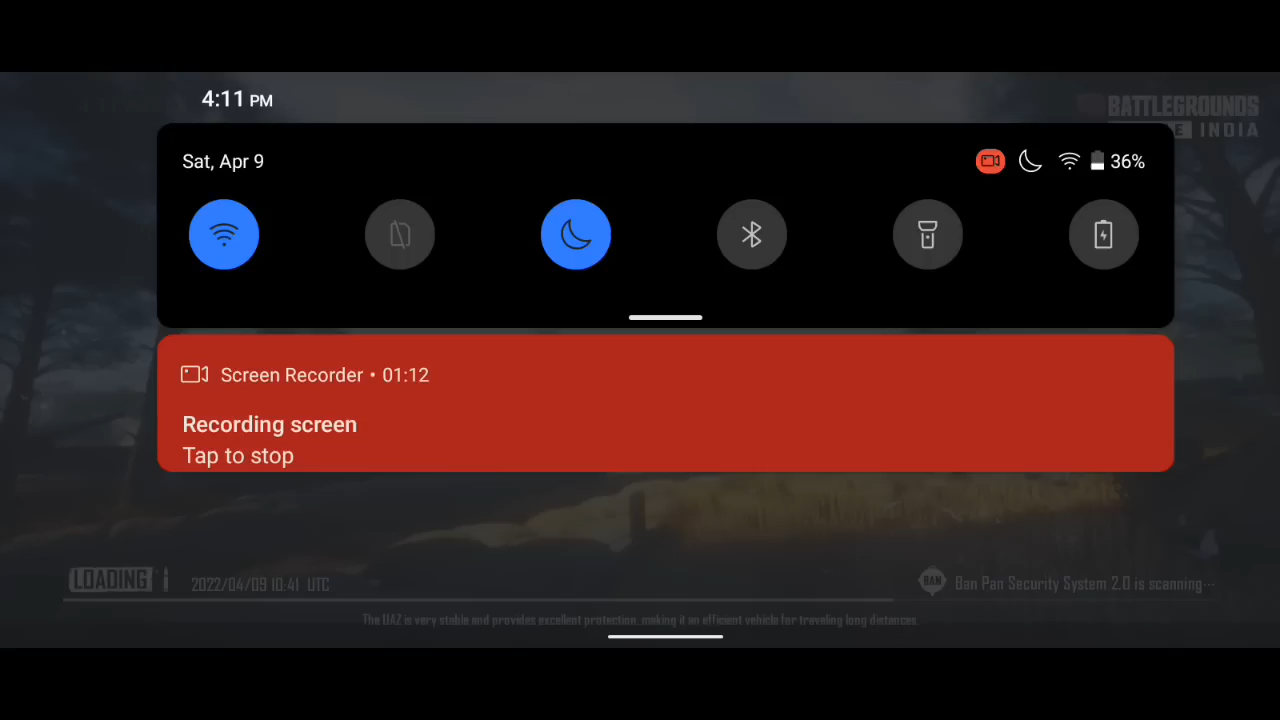 4:11 PM
BATTLEGROUNDS
E INDIA
Sat, Apr 9
36%
Screen Recorder • 01:12
Recording screen
Tap to stop
LOADING
2022/04/09 10:41 UTC
BAN
Ban Pan Security System 2.0 is scanning···
The UAZ is very stable and provides excellent protection, making it an efficient vehicle for traveling long distances.